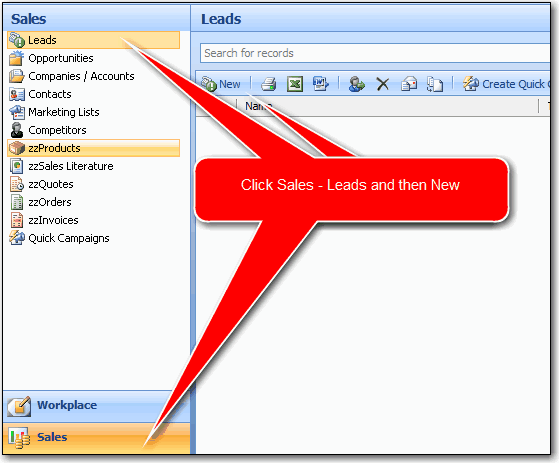 Sales
Leads
Opportunities
Companies / Accounts
Contacts
Marketing Lists
Competitors
zzProducts
zzSales Literature
zzQuotes
zzOrders
zzInvoices
Quick Campaigns
Workplace
Sales
Leads
Search for records
New
Create Quick C
Name
Click Sales - Leads and then New